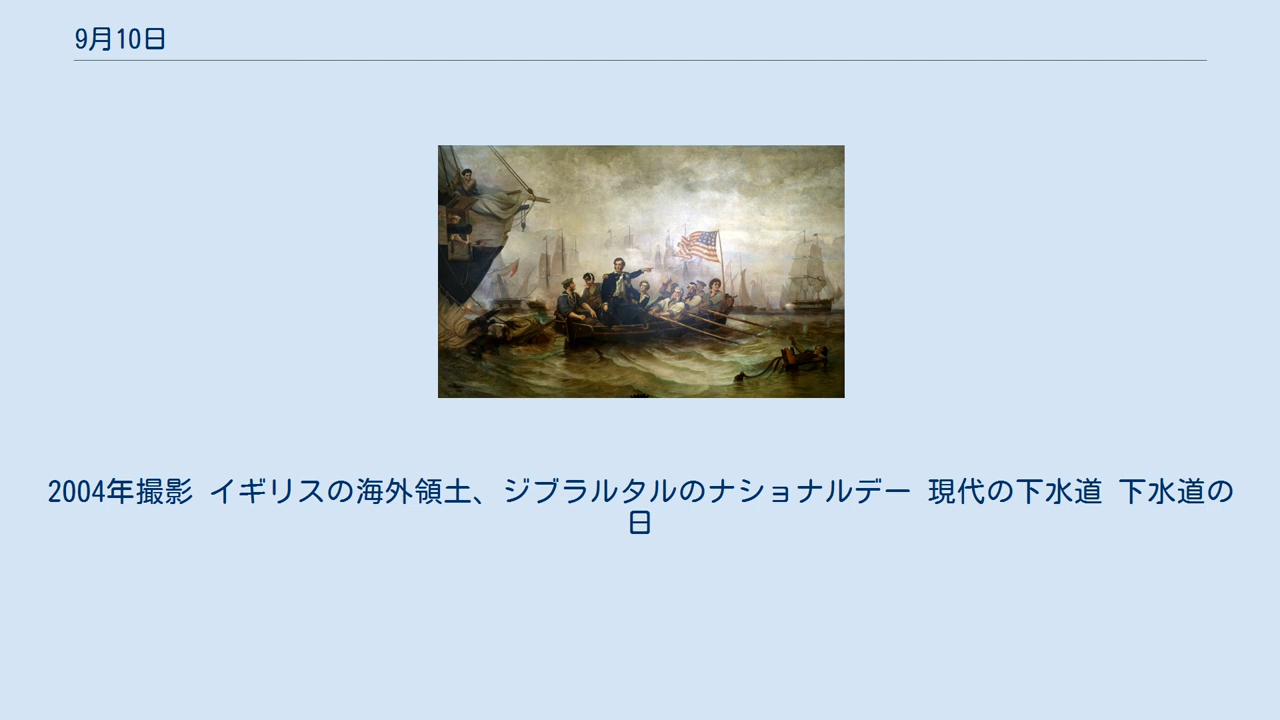 9月10日
2004年撮影 イギリスの海外領土、ジブラルタルのナショナルデー 現代の下水道 下水道の
日